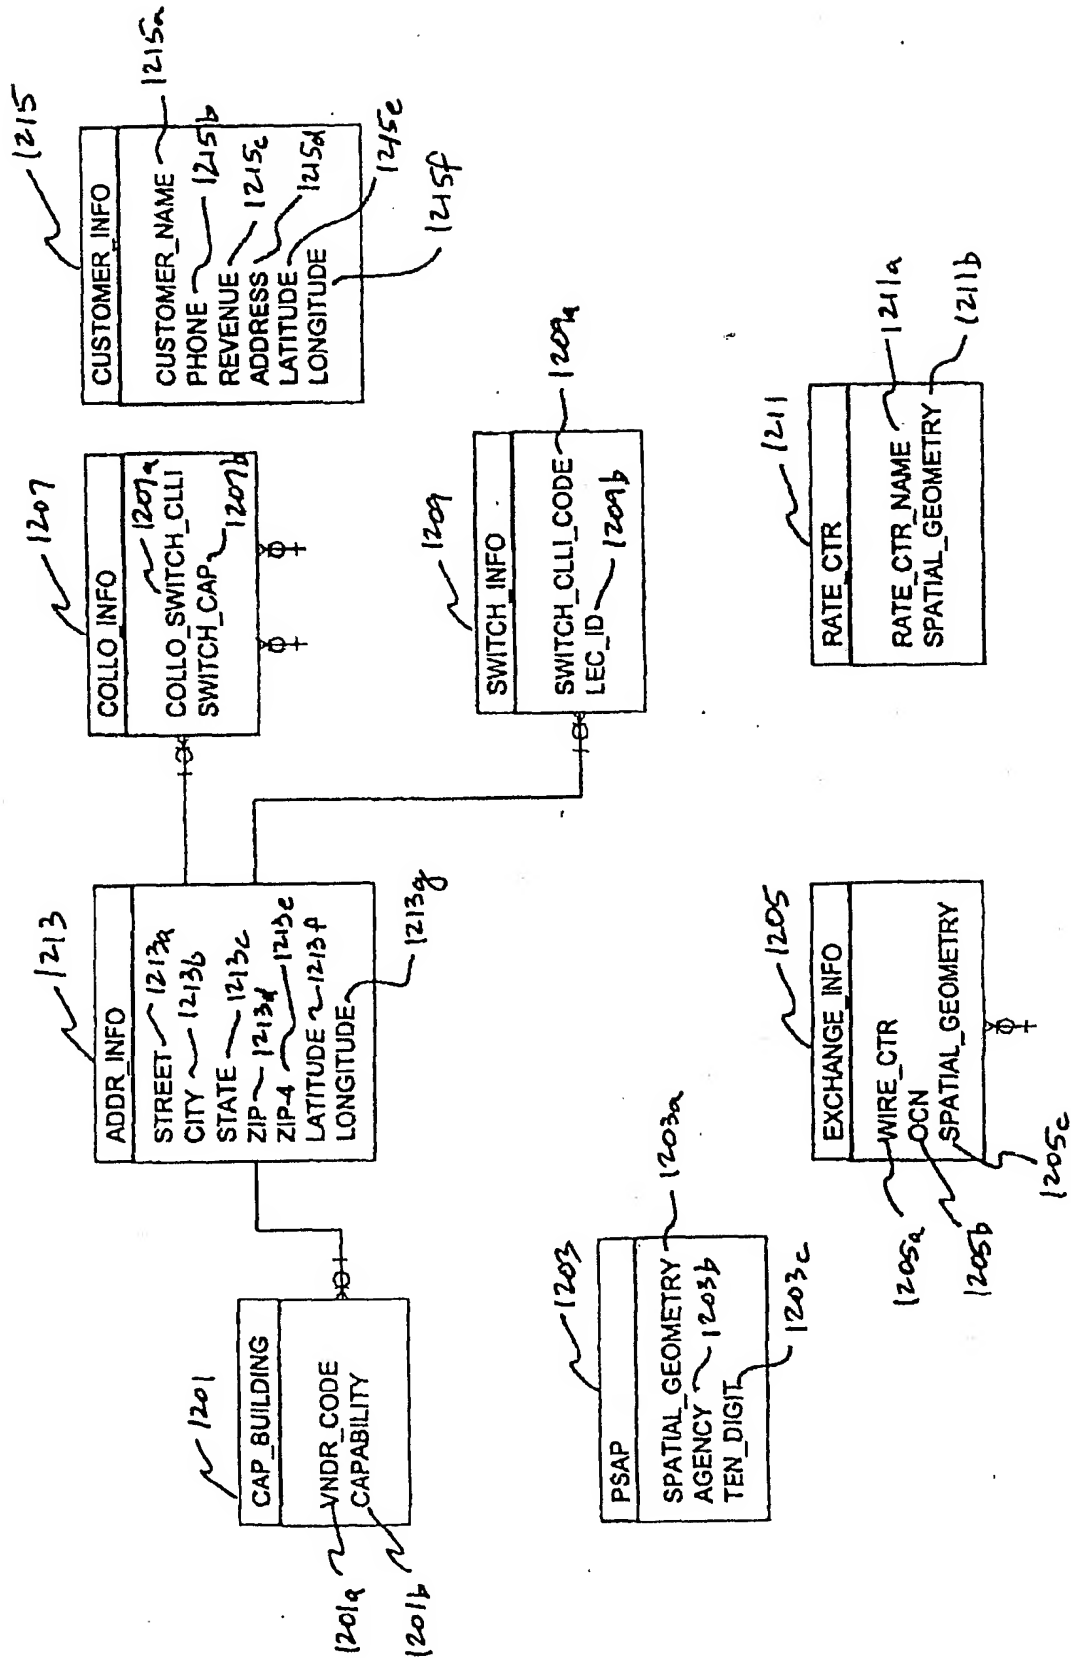 1201
CAP_BUILDING
VNDR_CODE
CAPABILITY
1201a
1201b
1213
ADDR_INFO
STREET 1213a
CITY 1213b
STATE 1213c
ZIP 1213d
ZIP-4 1213e
LATITUDE 1213f
LONGITUDE
1213g
1207
COLLO_INFO
1207a
COLLO_SWITCH_CLLI
SWITCH_CAP 1207b
1215
CUSTOMER_INFO
CUSTOMER_NAME 1215a
PHONE 1215b
REVENUE 1215c
ADDRESS 1215d
LATITUDE 1215e
LONGITUDE 1215f
1209
SWITCH_INFO
SWITCH_CLLI_CODE 1209a
LEC_ID 1209b
1203
PSAP
SPATIAL_GEOMETRY 1203a
AGENCY 1203b
TEN_DIGIT 1203c
1205
EXCHANGE_INFO
WIRE_CTR
OCN
SPATIAL_GEOMETRY
1205a
1205b
1205c
1211
RATE_CTR
RATE_CTR_NAME 1211a
SPATIAL_GEOMETRY 1211b